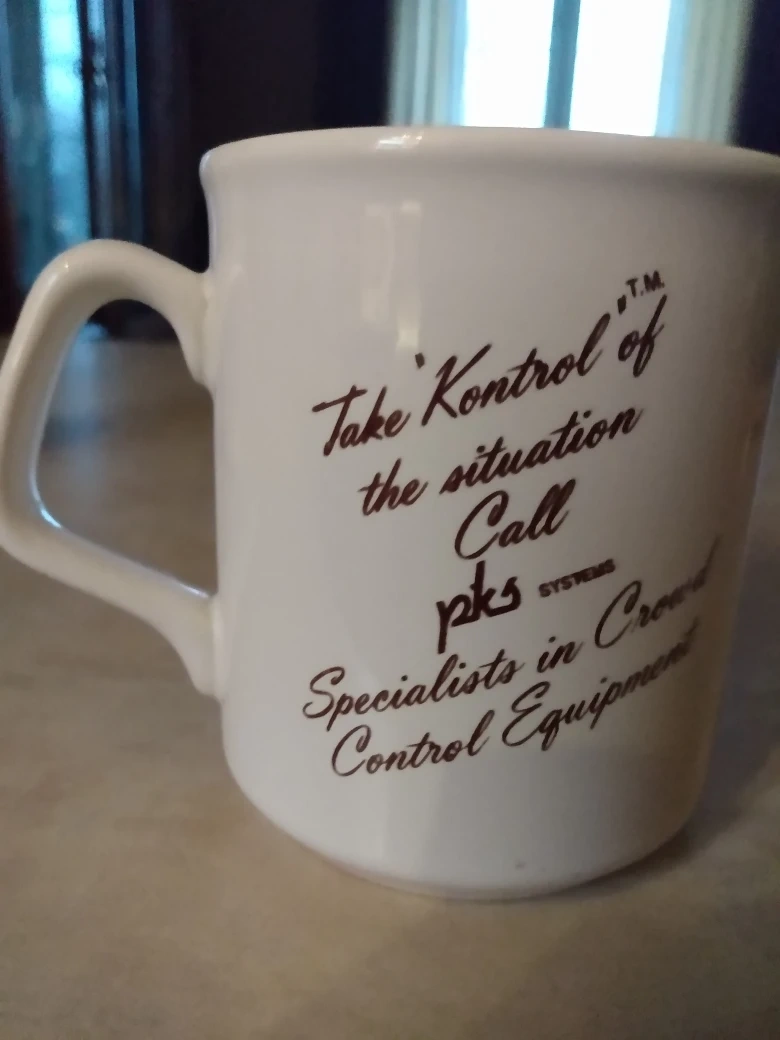 Take "Kontrol"T.M. of
the situation
Call
pks SYSTEMS
Specialists in Crowd
Control Equipment